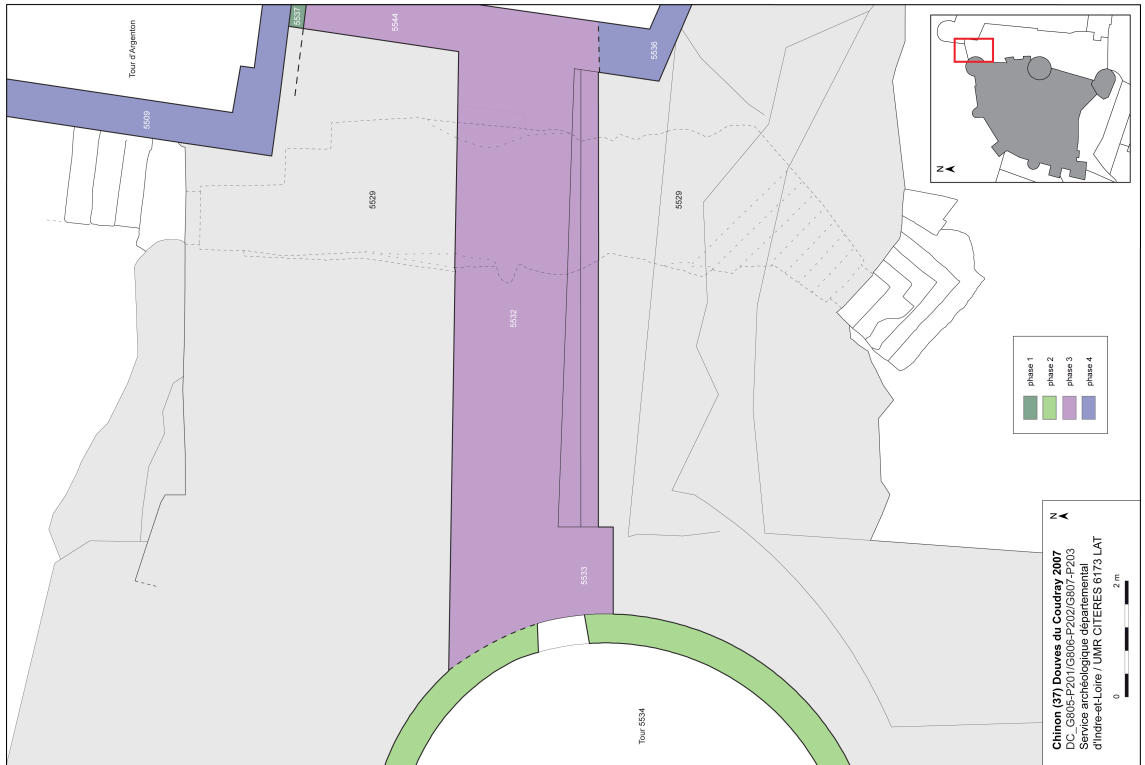 5537
5544
5536
Tour d'Argenton
5509
5529
5529
5532
5533
Tour 5534
N
phase 1
phase 2
phase 3
phase 4
N
Chinon (37) Douves du Coudray 2007
DC_G805-P201/G806-P202/G807-P203
Service archéologique départemental
d'Indre-et-Loire / UMR CITERES 6173 LAT
0 2 m